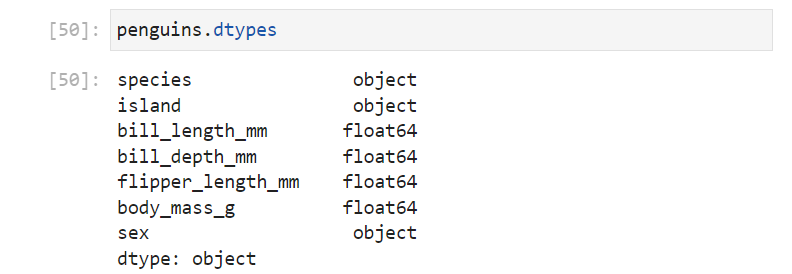 [50]: penguins.dtypes
[50]: species object
island object
bill_length_mm float64
bill_depth_mm float64
flipper_length_mm float64
body_mass_g float64
sex object
dtype: object